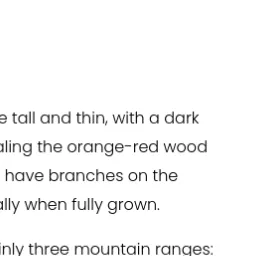 e tall and thin, with a dark
aling the orange-red wood
have branches on the
ally when fully grown.
inly three mountain ranges: